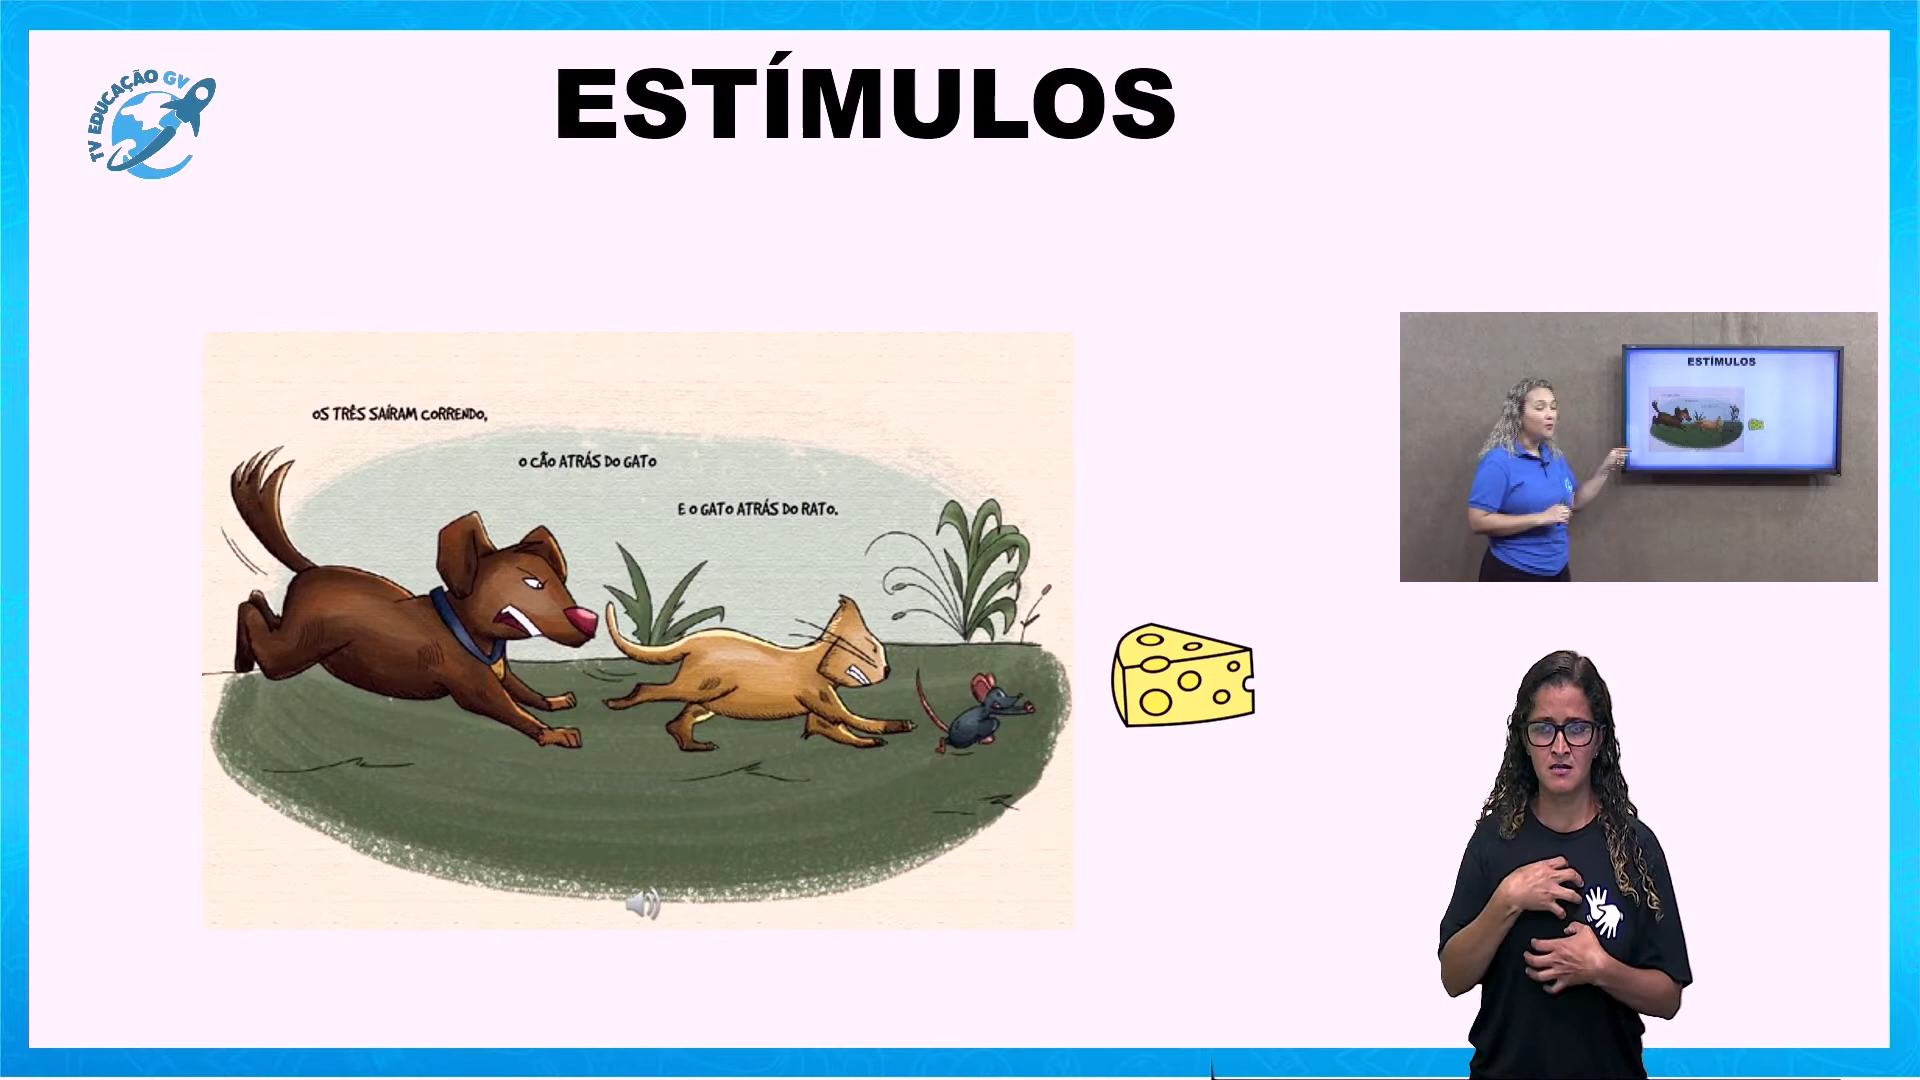 TV EDUCAÇÃO GV
ESTÍMULOS
OS TRÊS SAÍRAM CORRENDO,
O CÃO ATRÁS DO GATO
E O GATO ATRÁS DO RATO.
ESTÍMULOS